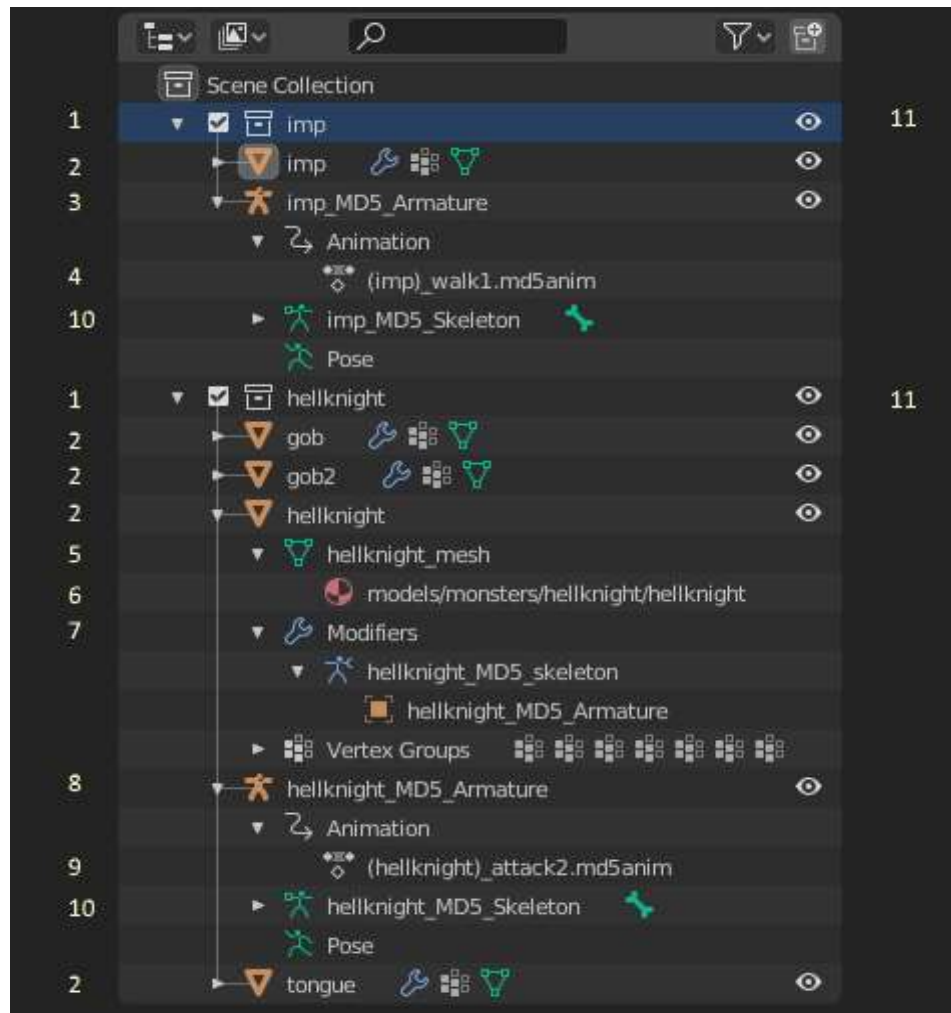 Scene Collection
1 imp 11
2 imp
3 imp_MD5_Armature
Animation
4 (imp)_walk1.md5anim
10 imp_MD5_Skeleton
Pose
1 hellknight 11
2 gob
2 gob2
2 hellknight
5 hellknight_mesh
6 models/monsters/hellknight/hellknight
7 Modifiers
hellknight_MD5_skeleton
hellknight_MD5_Armature
Vertex Groups
8 hellknight_MD5_Armature
Animation
9 (hellknight)_attack2.md5anim
10 hellknight_MD5_Skeleton
Pose
2 tongue